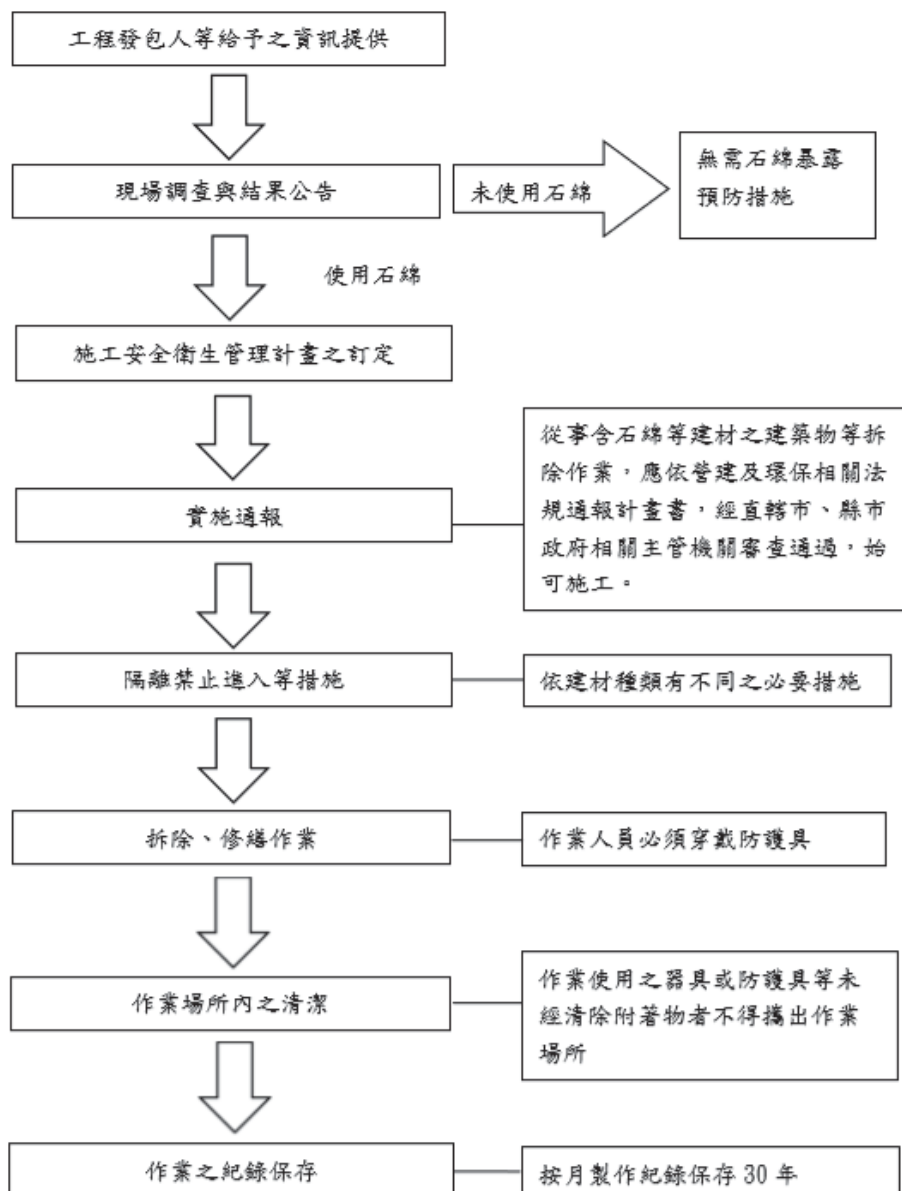 工程發包人等給予之資訊提供
現場調查與結果公告
未使用石綿
無需石綿暴露
預防措施
使用石綿
施工安全衛生管理計畫之訂定
實施通報
從事含石綿等建材之建築物等拆
除作業，應依營建及環保相關法
規通報計畫書，經直轄市、縣市
政府相關主管機關審查通過，始
可施工。
隔離禁止進入等措施
依建材種類有不同之必要措施
拆除、修繕作業
作業人員必須穿戴防護具
作業場所內之清潔
作業使用之器具或防護具等未
經清除附著物者不得攜出作業
場所
作業之紀錄保存
按月製作紀錄保存 30 年